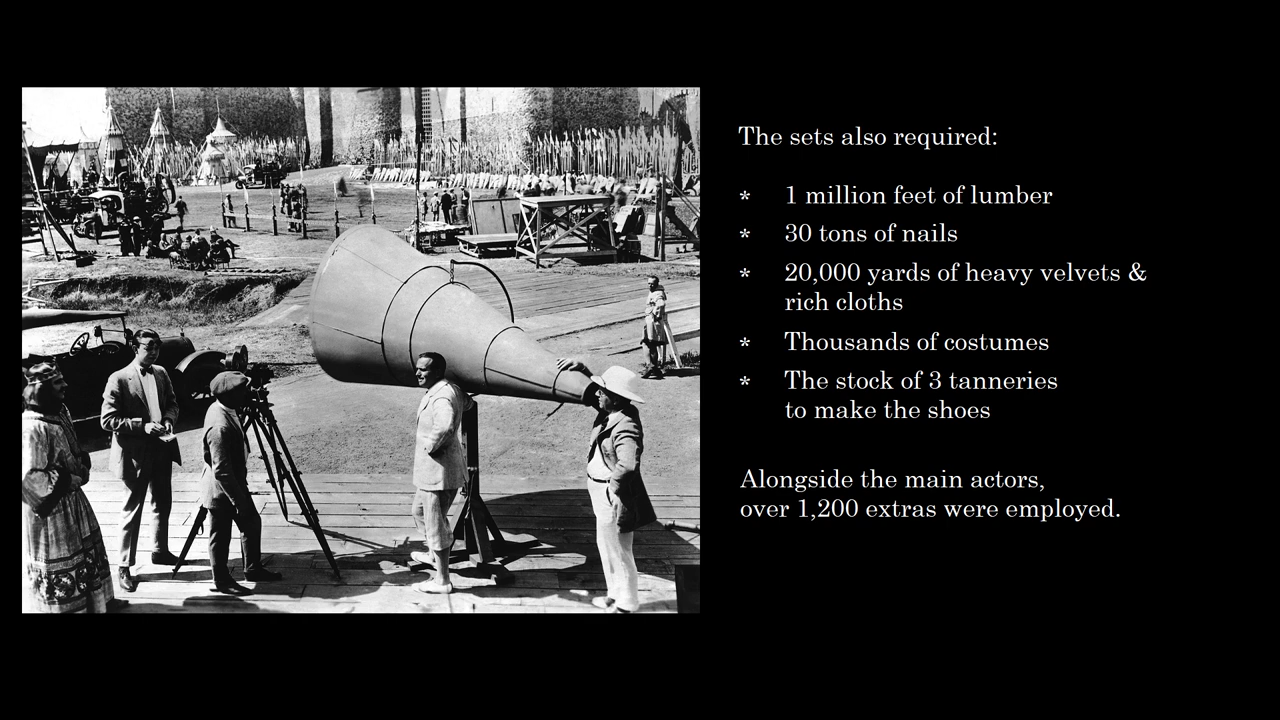 The sets also required:
* 1 million feet of lumber
* 30 tons of nails
* 20,000 yards of heavy velvets &
rich cloths
* Thousands of costumes
* The stock of 3 tanneries
to make the shoes
Alongside the main actors,
over 1,200 extras were employed.